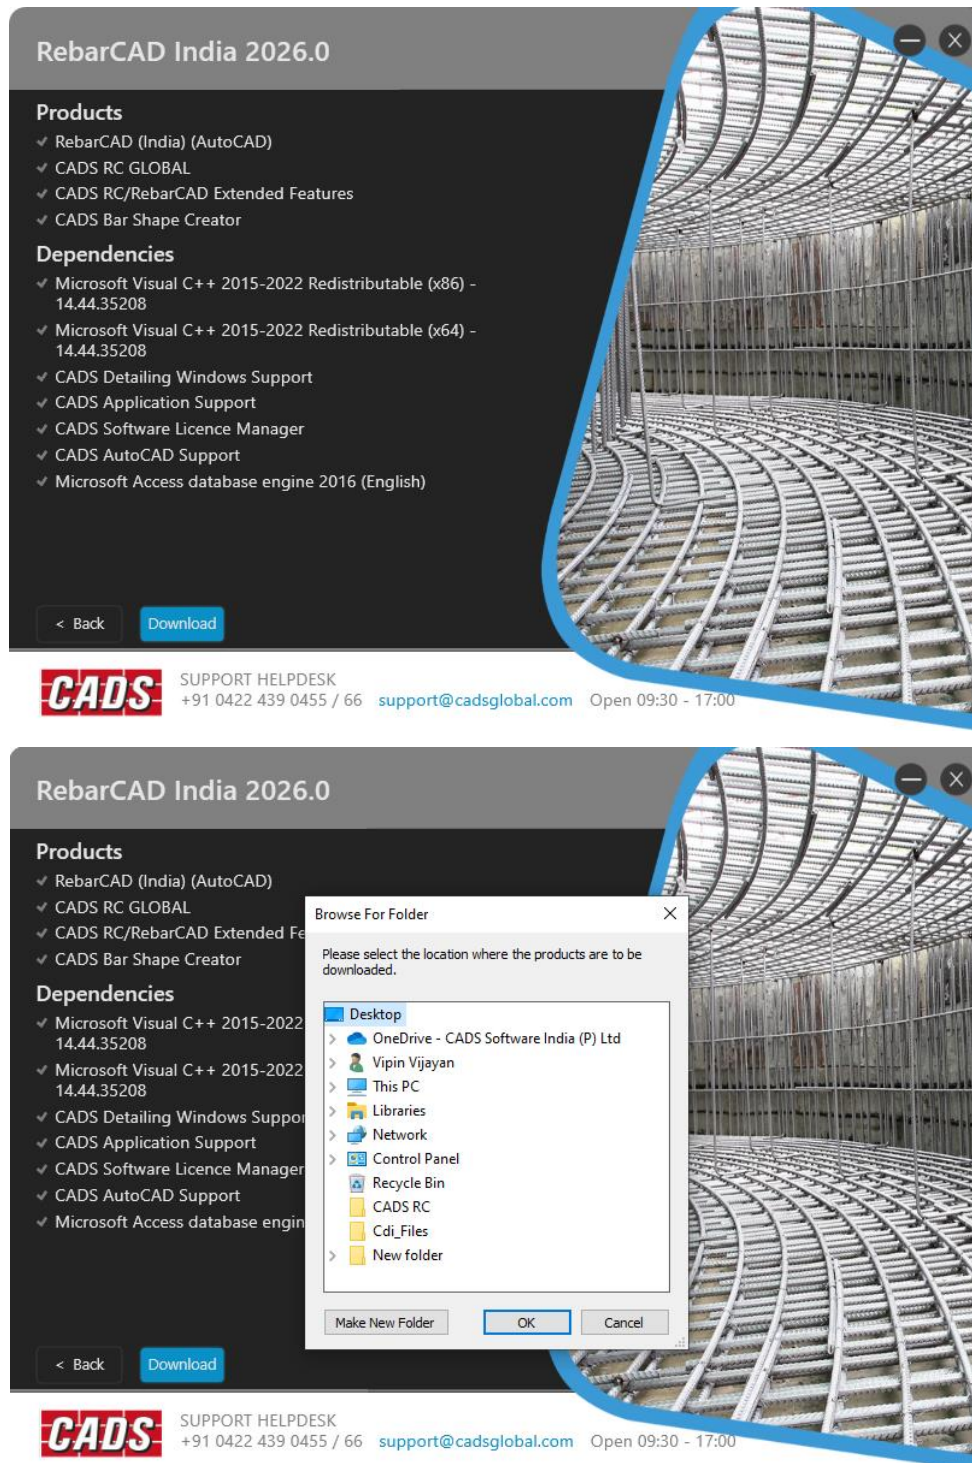 RebarCAD India 2026.0
Products
RebarCAD (India) (AutoCAD)
CADS RC GLOBAL
CADS RC/RebarCAD Extended Features
CADS Bar Shape Creator
Dependencies
Microsoft Visual C++ 2015-2022 Redistributable (x86) -
14.44.35208
Microsoft Visual C++ 2015-2022 Redistributable (x64) -
14.44.35208
CADS Detailing Windows Support
CADS Application Support
CADS Software Licence Manager
CADS AutoCAD Support
Microsoft Access database engine 2016 (English)
< Back Download
CADS
SUPPORT HELPDESK
+91 0422 439 0455 / 66 support@cadsglobal.com Open 09:30 - 17:00
RebarCAD India 2026.0
Products
RebarCAD (India) (AutoCAD)
CADS RC GLOBAL
CADS RC/RebarCAD Extended Fe
CADS Bar Shape Creator
Dependencies
Microsoft Visual C++ 2015-2022
14.44.35208
Microsoft Visual C++ 2015-2022
14.44.35208
CADS Detailing Windows Suppor
CADS Application Support
CADS Software Licence Manager
CADS AutoCAD Support
Microsoft Access database engin
Browse For Folder
Please select the location where the products are to be
downloaded.
Desktop
OneDrive - CADS Software India (P) Ltd
Vipin Vijayan
This PC
Libraries
Network
Control Panel
Recycle Bin
CADS RC
Cdi_Files
New folder
Make New Folder OK Cancel
< Back Download
CADS
SUPPORT HELPDESK
+91 0422 439 0455 / 66 support@cadsglobal.com Open 09:30 - 17:00